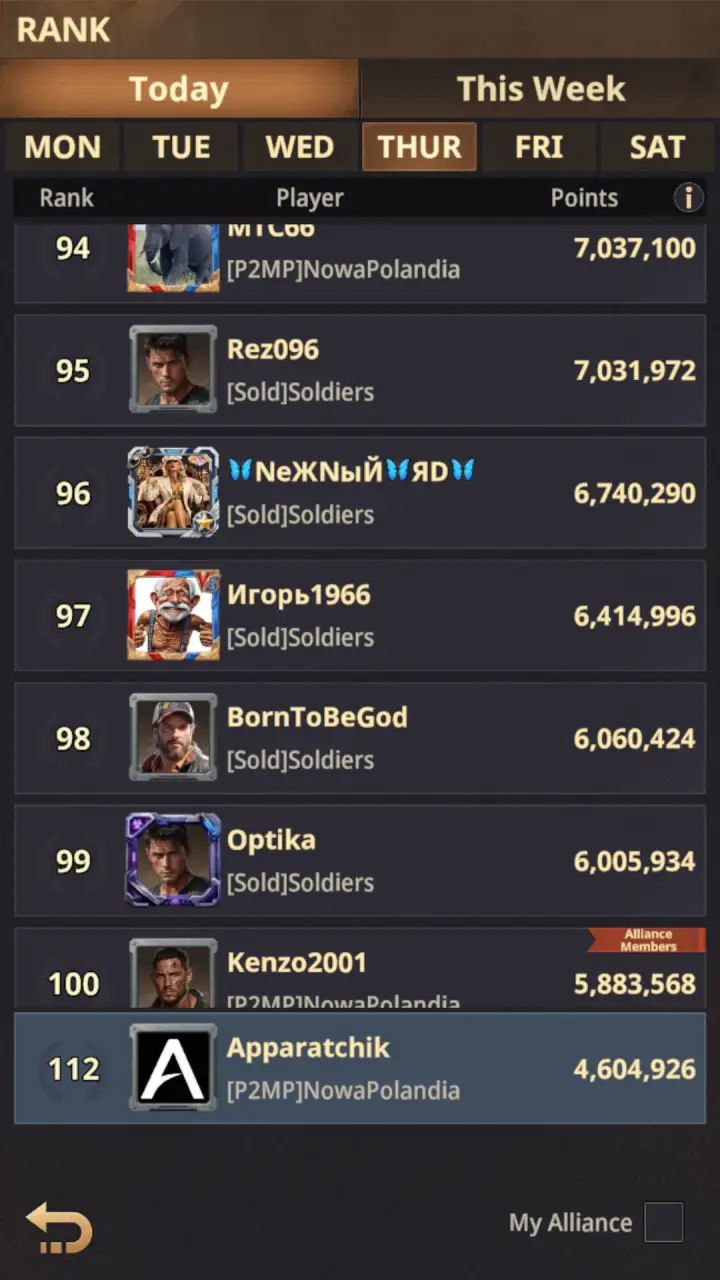 RANK
Today
This Week
MON
TUE
WED
THUR
FRI
SAT
Rank
Player
Points
94
MTC66
[P2MP]NowaPolandia
7,037,100
95
Rez096
[Sold]Soldiers
7,031,972
96
🦋NeЖNыЙ🦋ЯD🦋
[Sold]Soldiers
6,740,290
97
Игорь1966
[Sold]Soldiers
6,414,996
98
BornToBeGod
[Sold]Soldiers
6,060,424
99
Optika
[Sold]Soldiers
6,005,934
Alliance
Members
100
Kenzo2001
[P2MP]NowaPolandia
5,883,568
112
Apparatchik
[P2MP]NowaPolandia
4,604,926
My Alliance